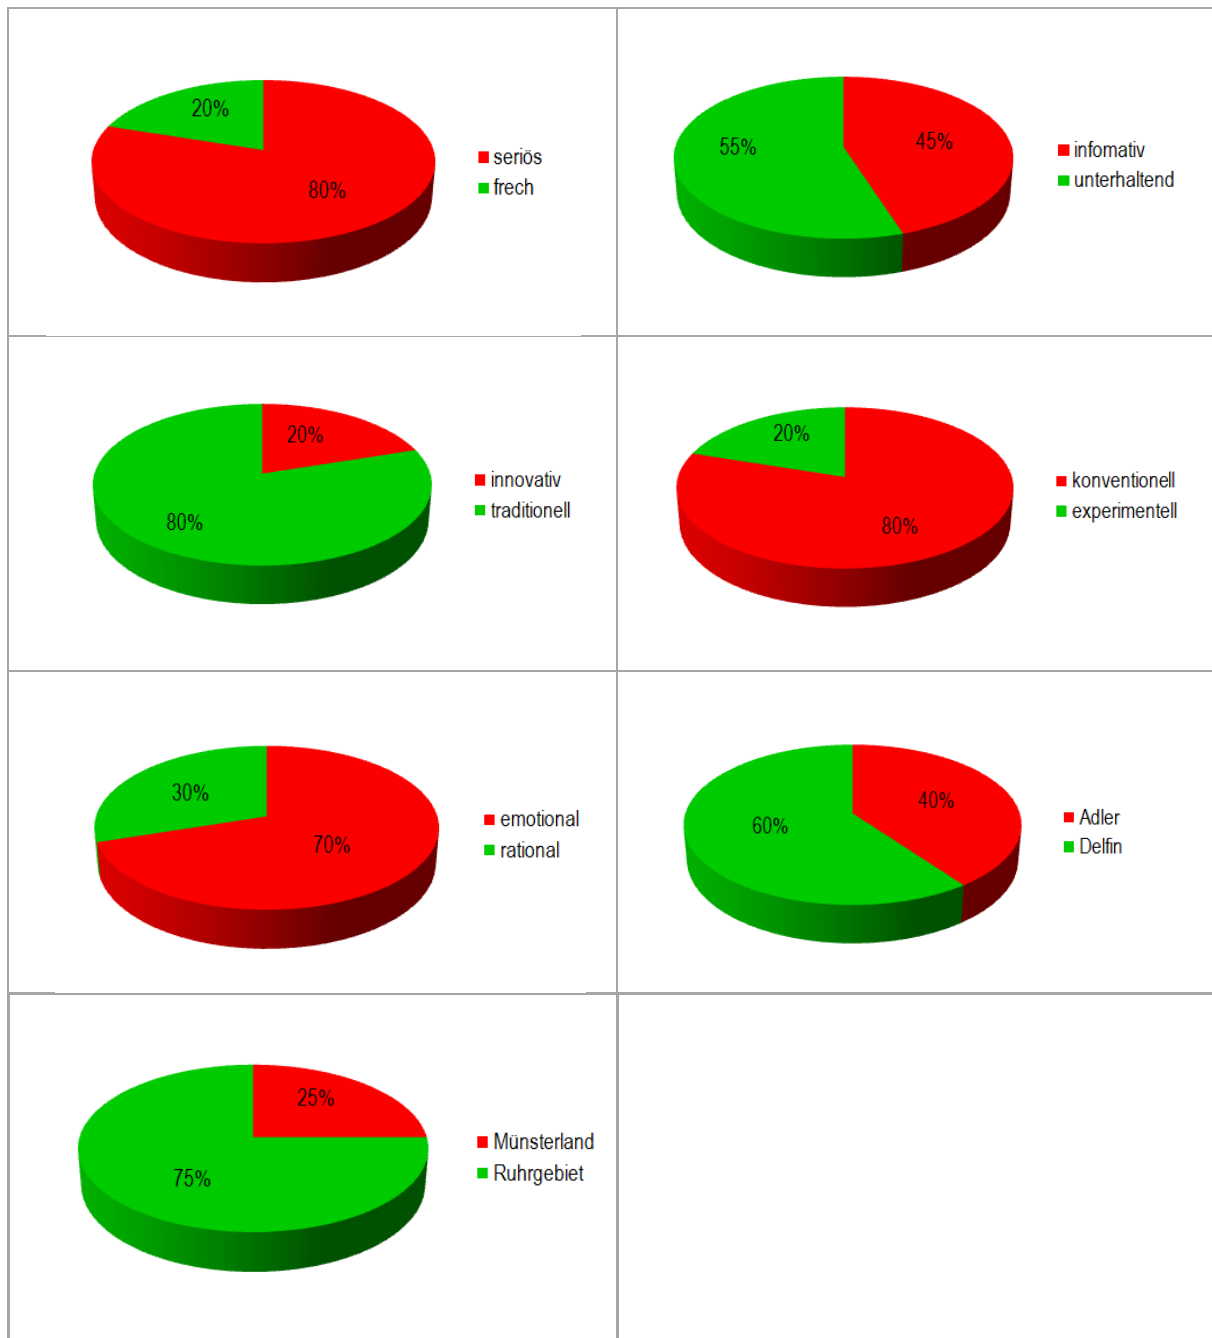 20%
80%
seriös
frech
55%
45%
infomativ
unterhaltend
20%
80%
innovativ
traditionell
20%
80%
konventionell
experimentell
30%
70%
emotional
rational
40%
60%
Adler
Delfin
25%
75%
Münsterland
Ruhrgebiet